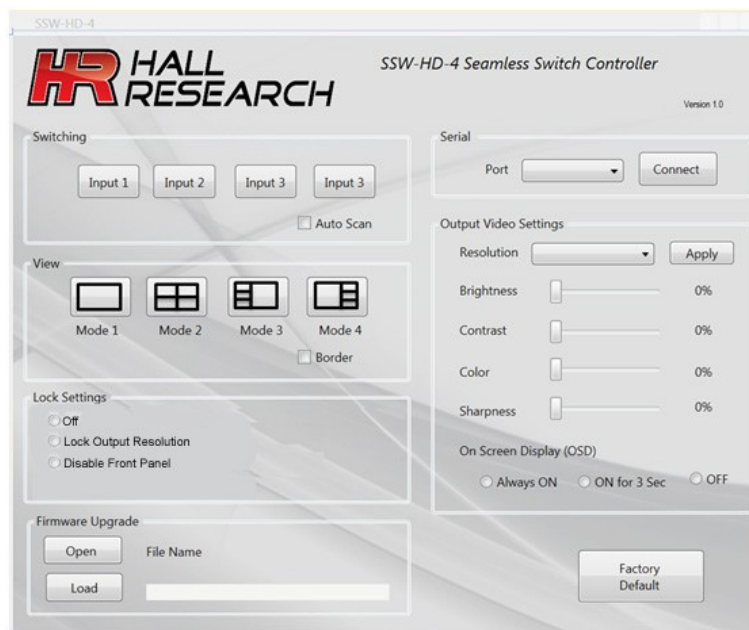 SSW-HD-4
HR HALL RESEARCH
SSW-HD-4 Seamless Switch Controller
Version 1.0
Switching
Input 1 Input 2 Input 3 Input 3
Auto Scan
View
Mode 1 Mode 2 Mode 3 Mode 4
Border
Lock Settings
Off
Lock Output Resolution
Disable Front Panel
Firmware Upgrade
Open File Name
Load
Serial
Port Connect
Output Video Settings
Resolution Apply
Brightness 0%
Contrast 0%
Color 0%
Sharpness 0%
On Screen Display (OSD)
Always ON ON for 3 Sec OFF
Factory
Default